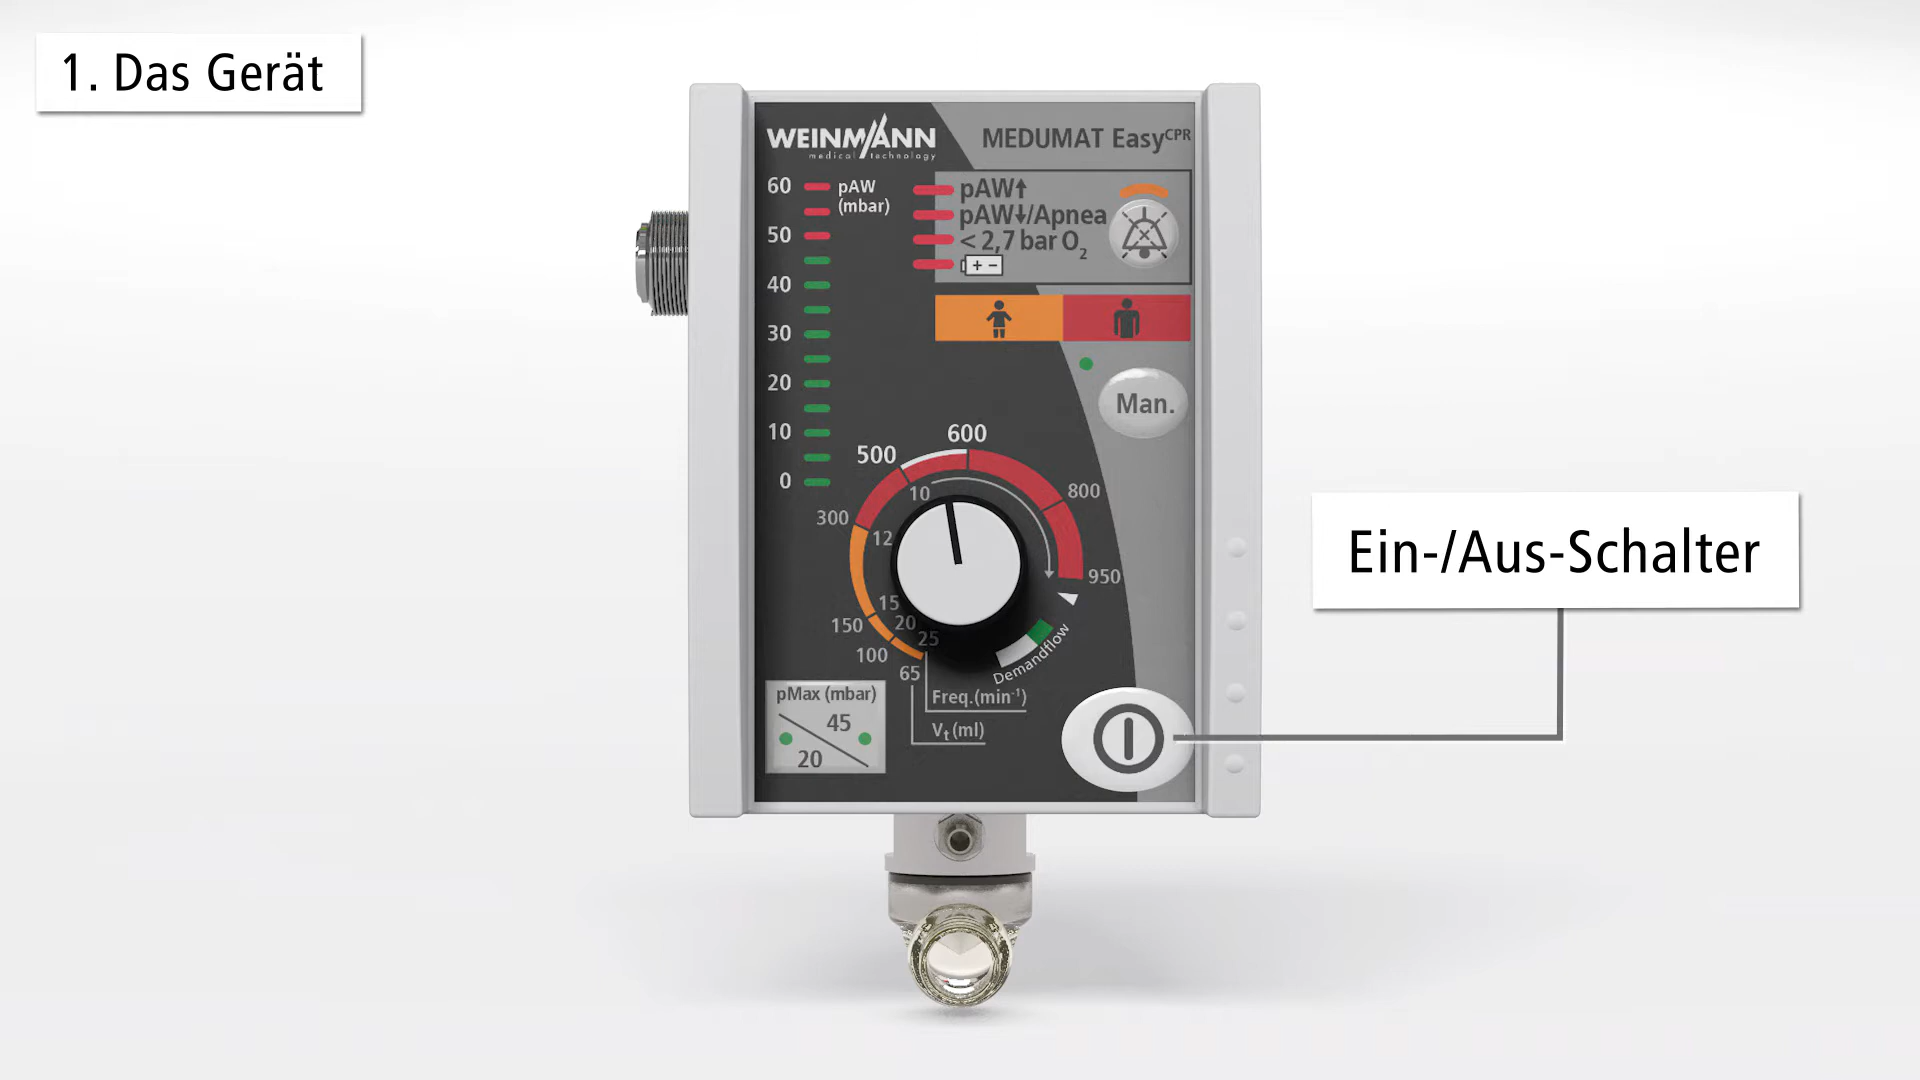 1. Das Gerät
WEINMANN
medical technology
MEDUMAT Easy CPR
60
pAW
(mbar)
50
40
30
20
10
0
pAW↑
pAW↓/Apnea
< 2,7 bar O₂
+ −
Man.
600
500
800
300
950
10
12
15
20
25
150
100
65
Demandflow
Freq.(min⁻¹)
Vt (ml)
pMax (mbar)
45
20
Ein-/Aus-Schalter